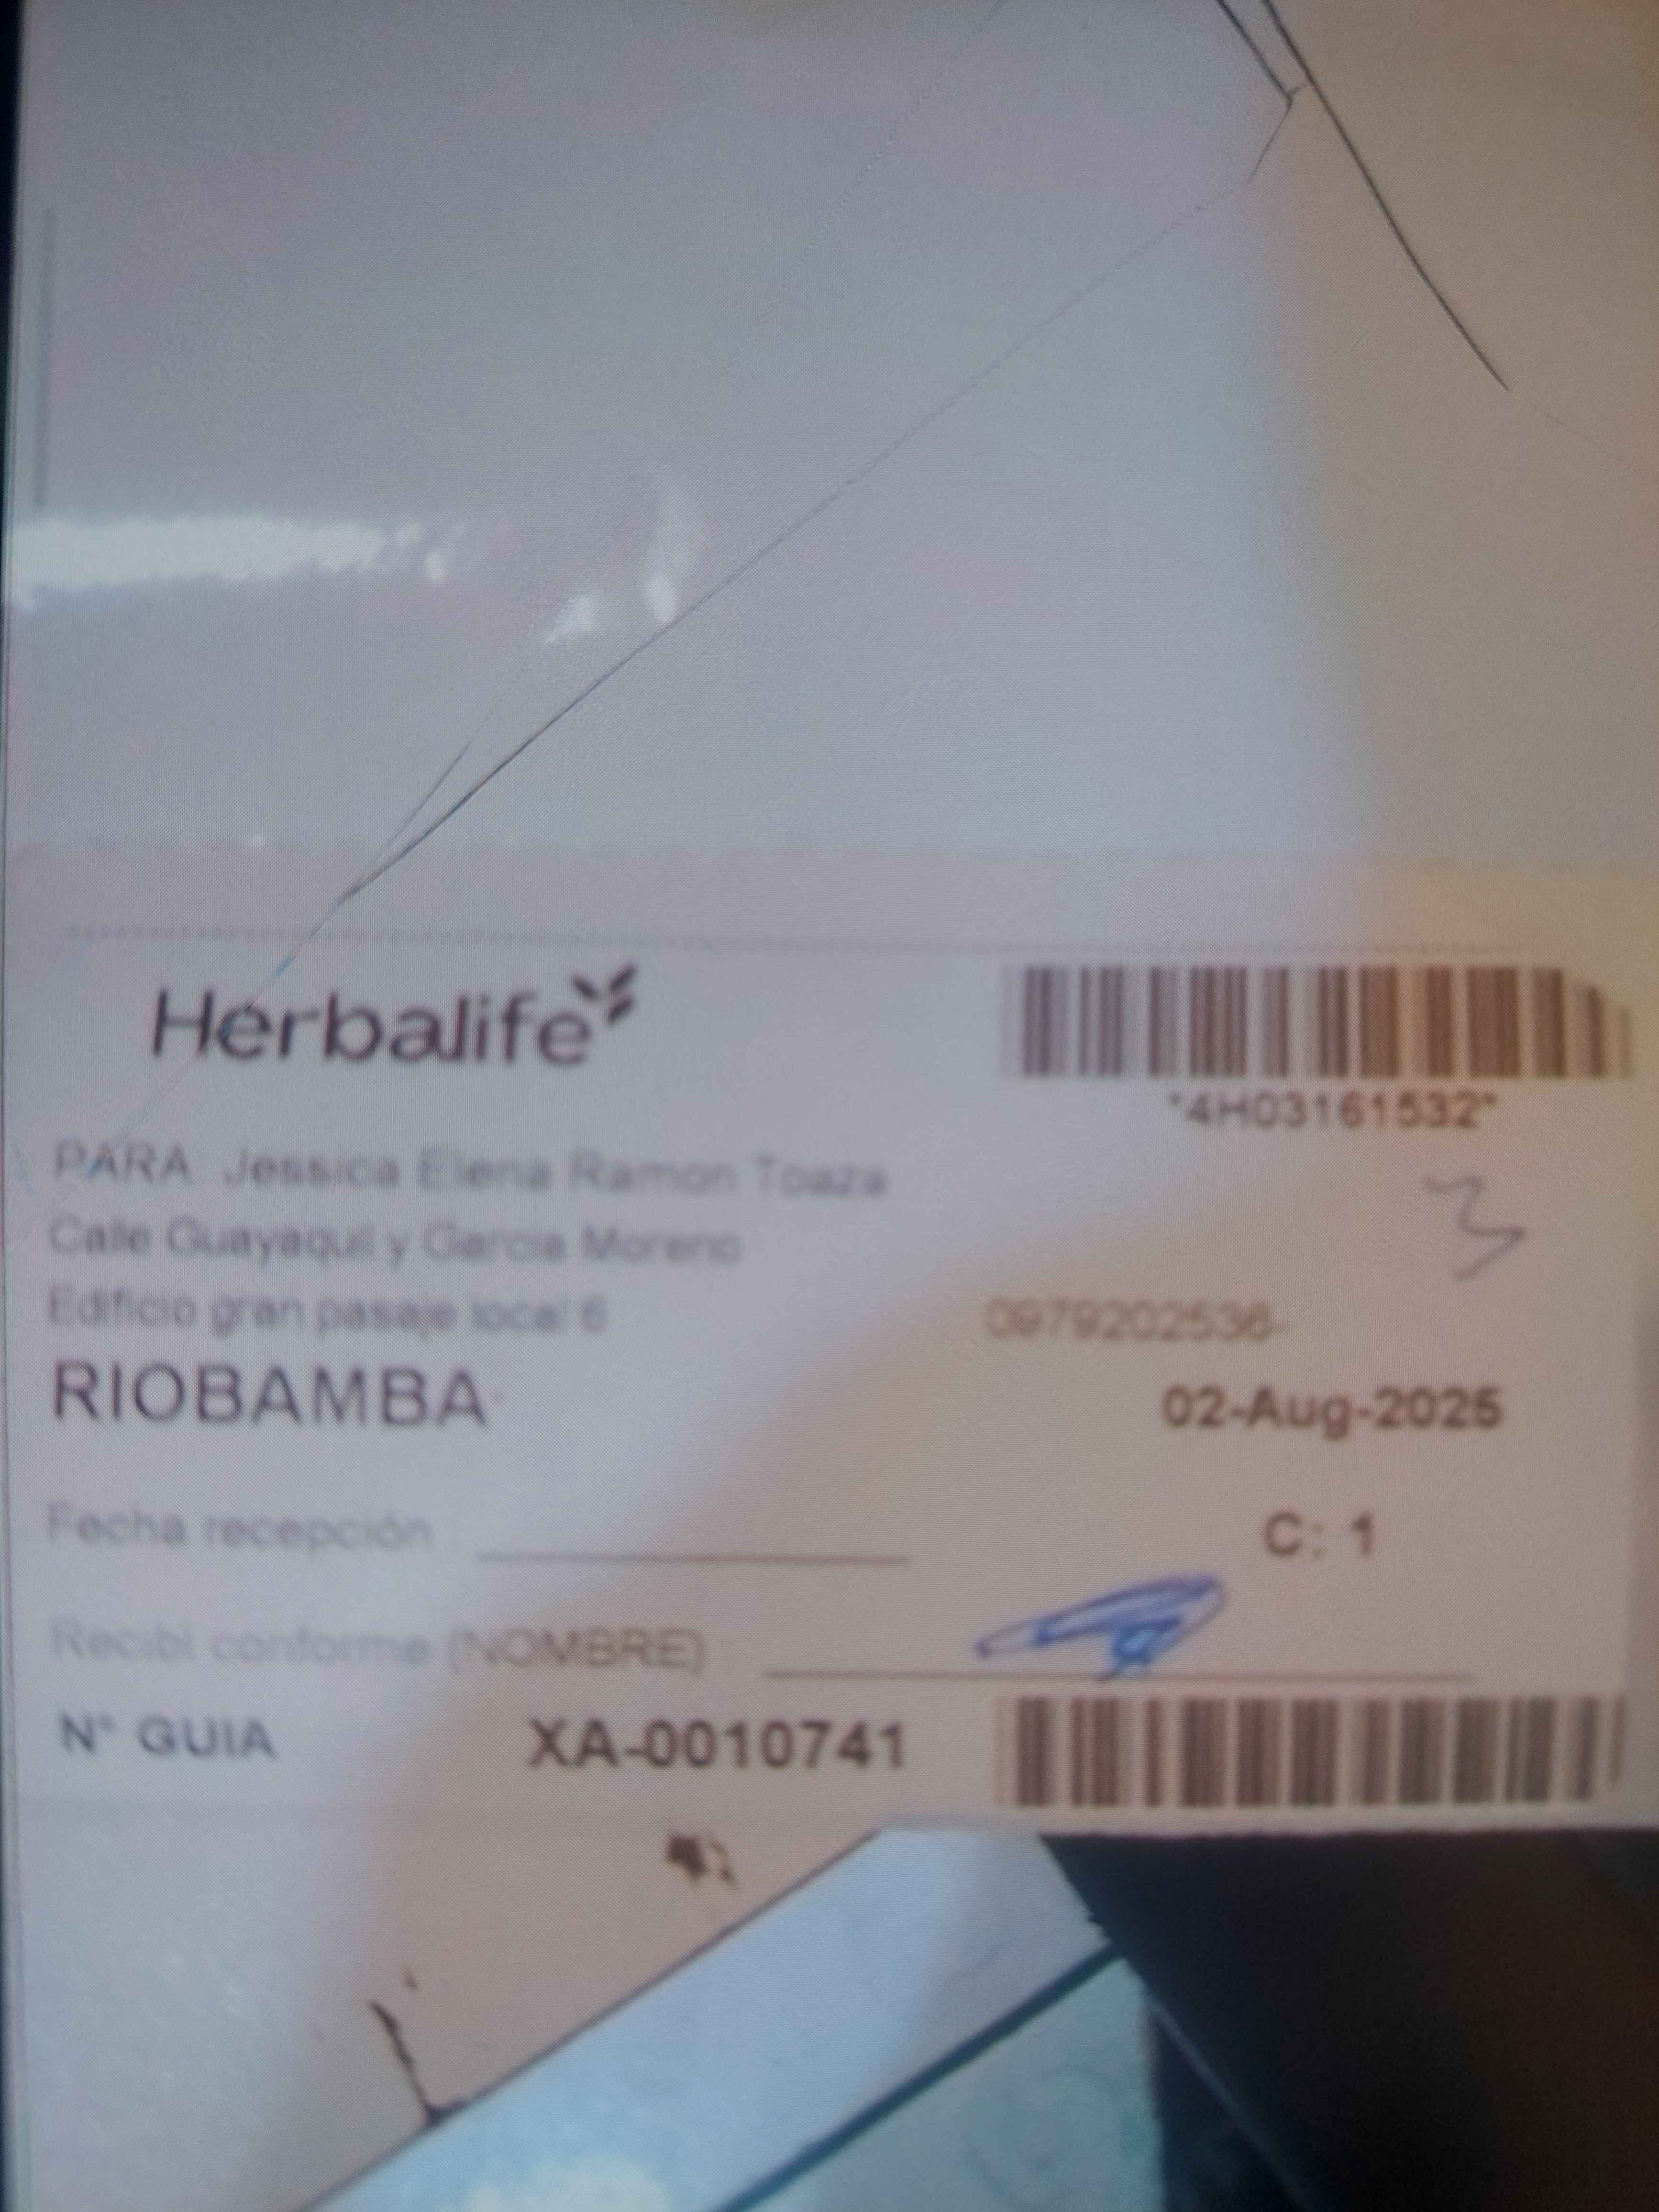 Herbalife
*4H03161532*
PARA Jessica Elena Ramon Toaza
Calle Guayaquil y Garcia Moreno
Edificio gran pasaje local 6
0979202536-
RIOBAMBA
02-Aug-2025
Fecha recepción
C: 1
Recibi conforme (NOMBRE)
N° GUIA XA-0010741